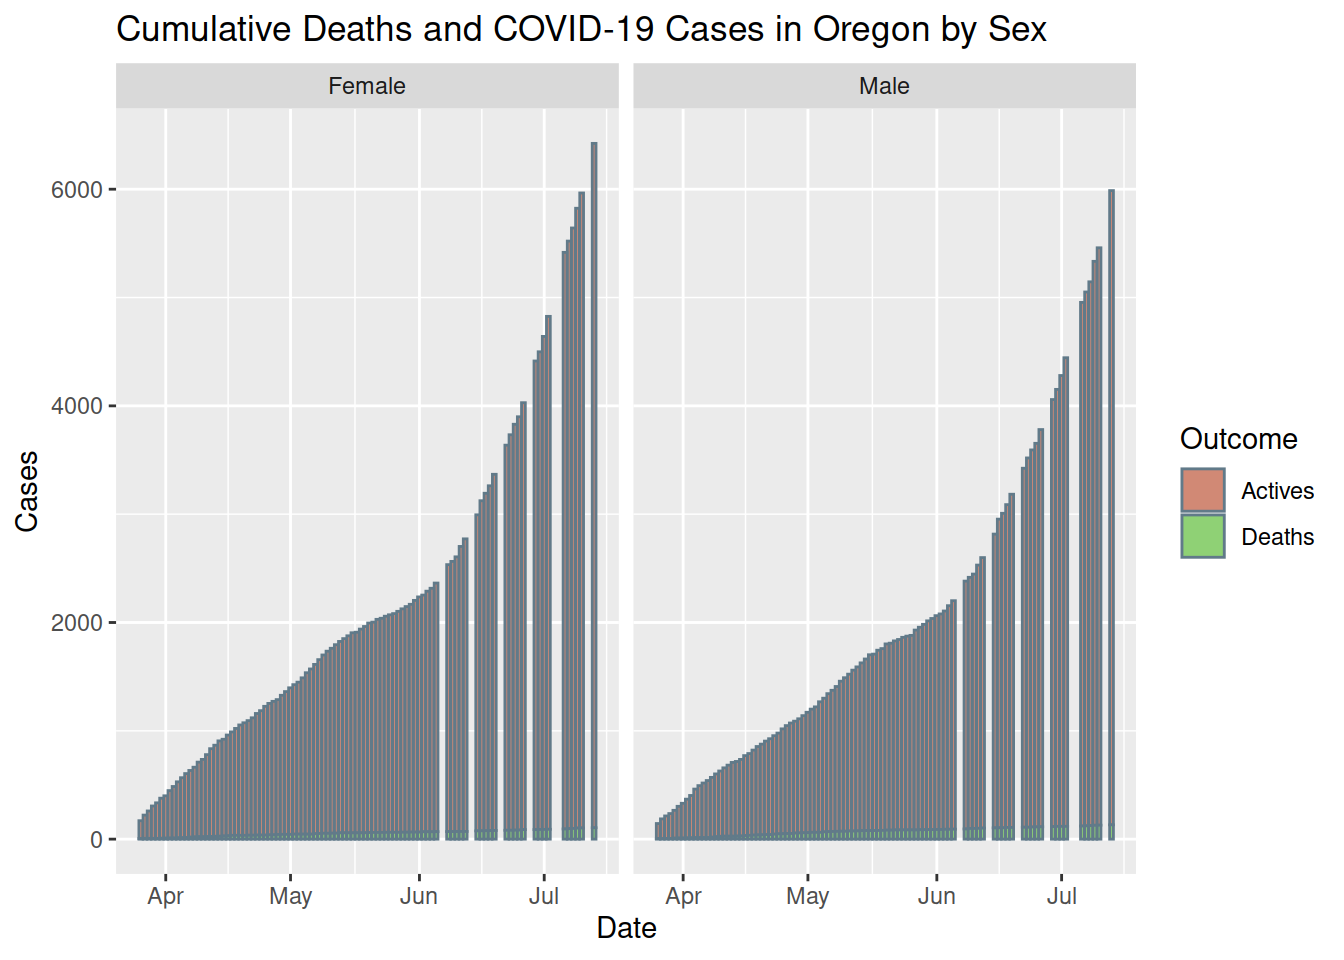 Cumulative Deaths and COVID-19 Cases in Oregon by Sex
Female
Male
Cases
6000
4000
2000
0
Apr May Jun Jul
Apr May Jun Jul
Date
Outcome
Actives
Deaths